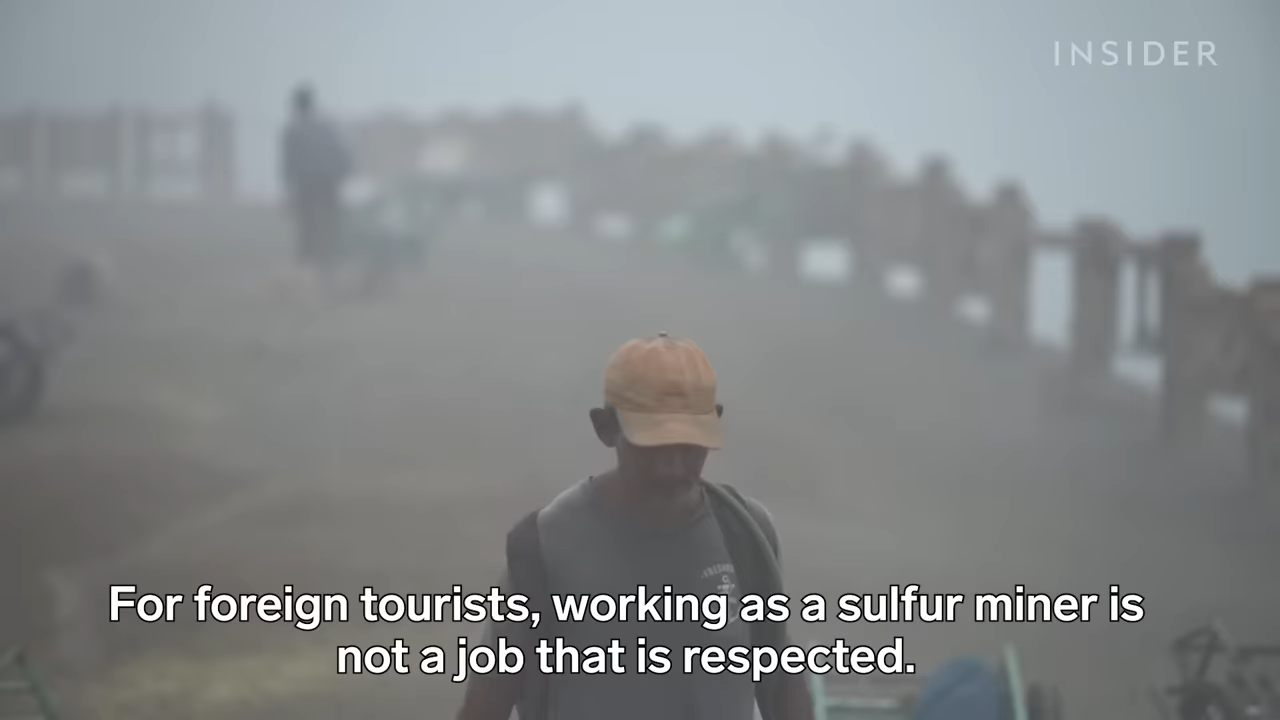 INSIDER
For foreign tourists, working as a sulfur miner is
not a job that is respected.